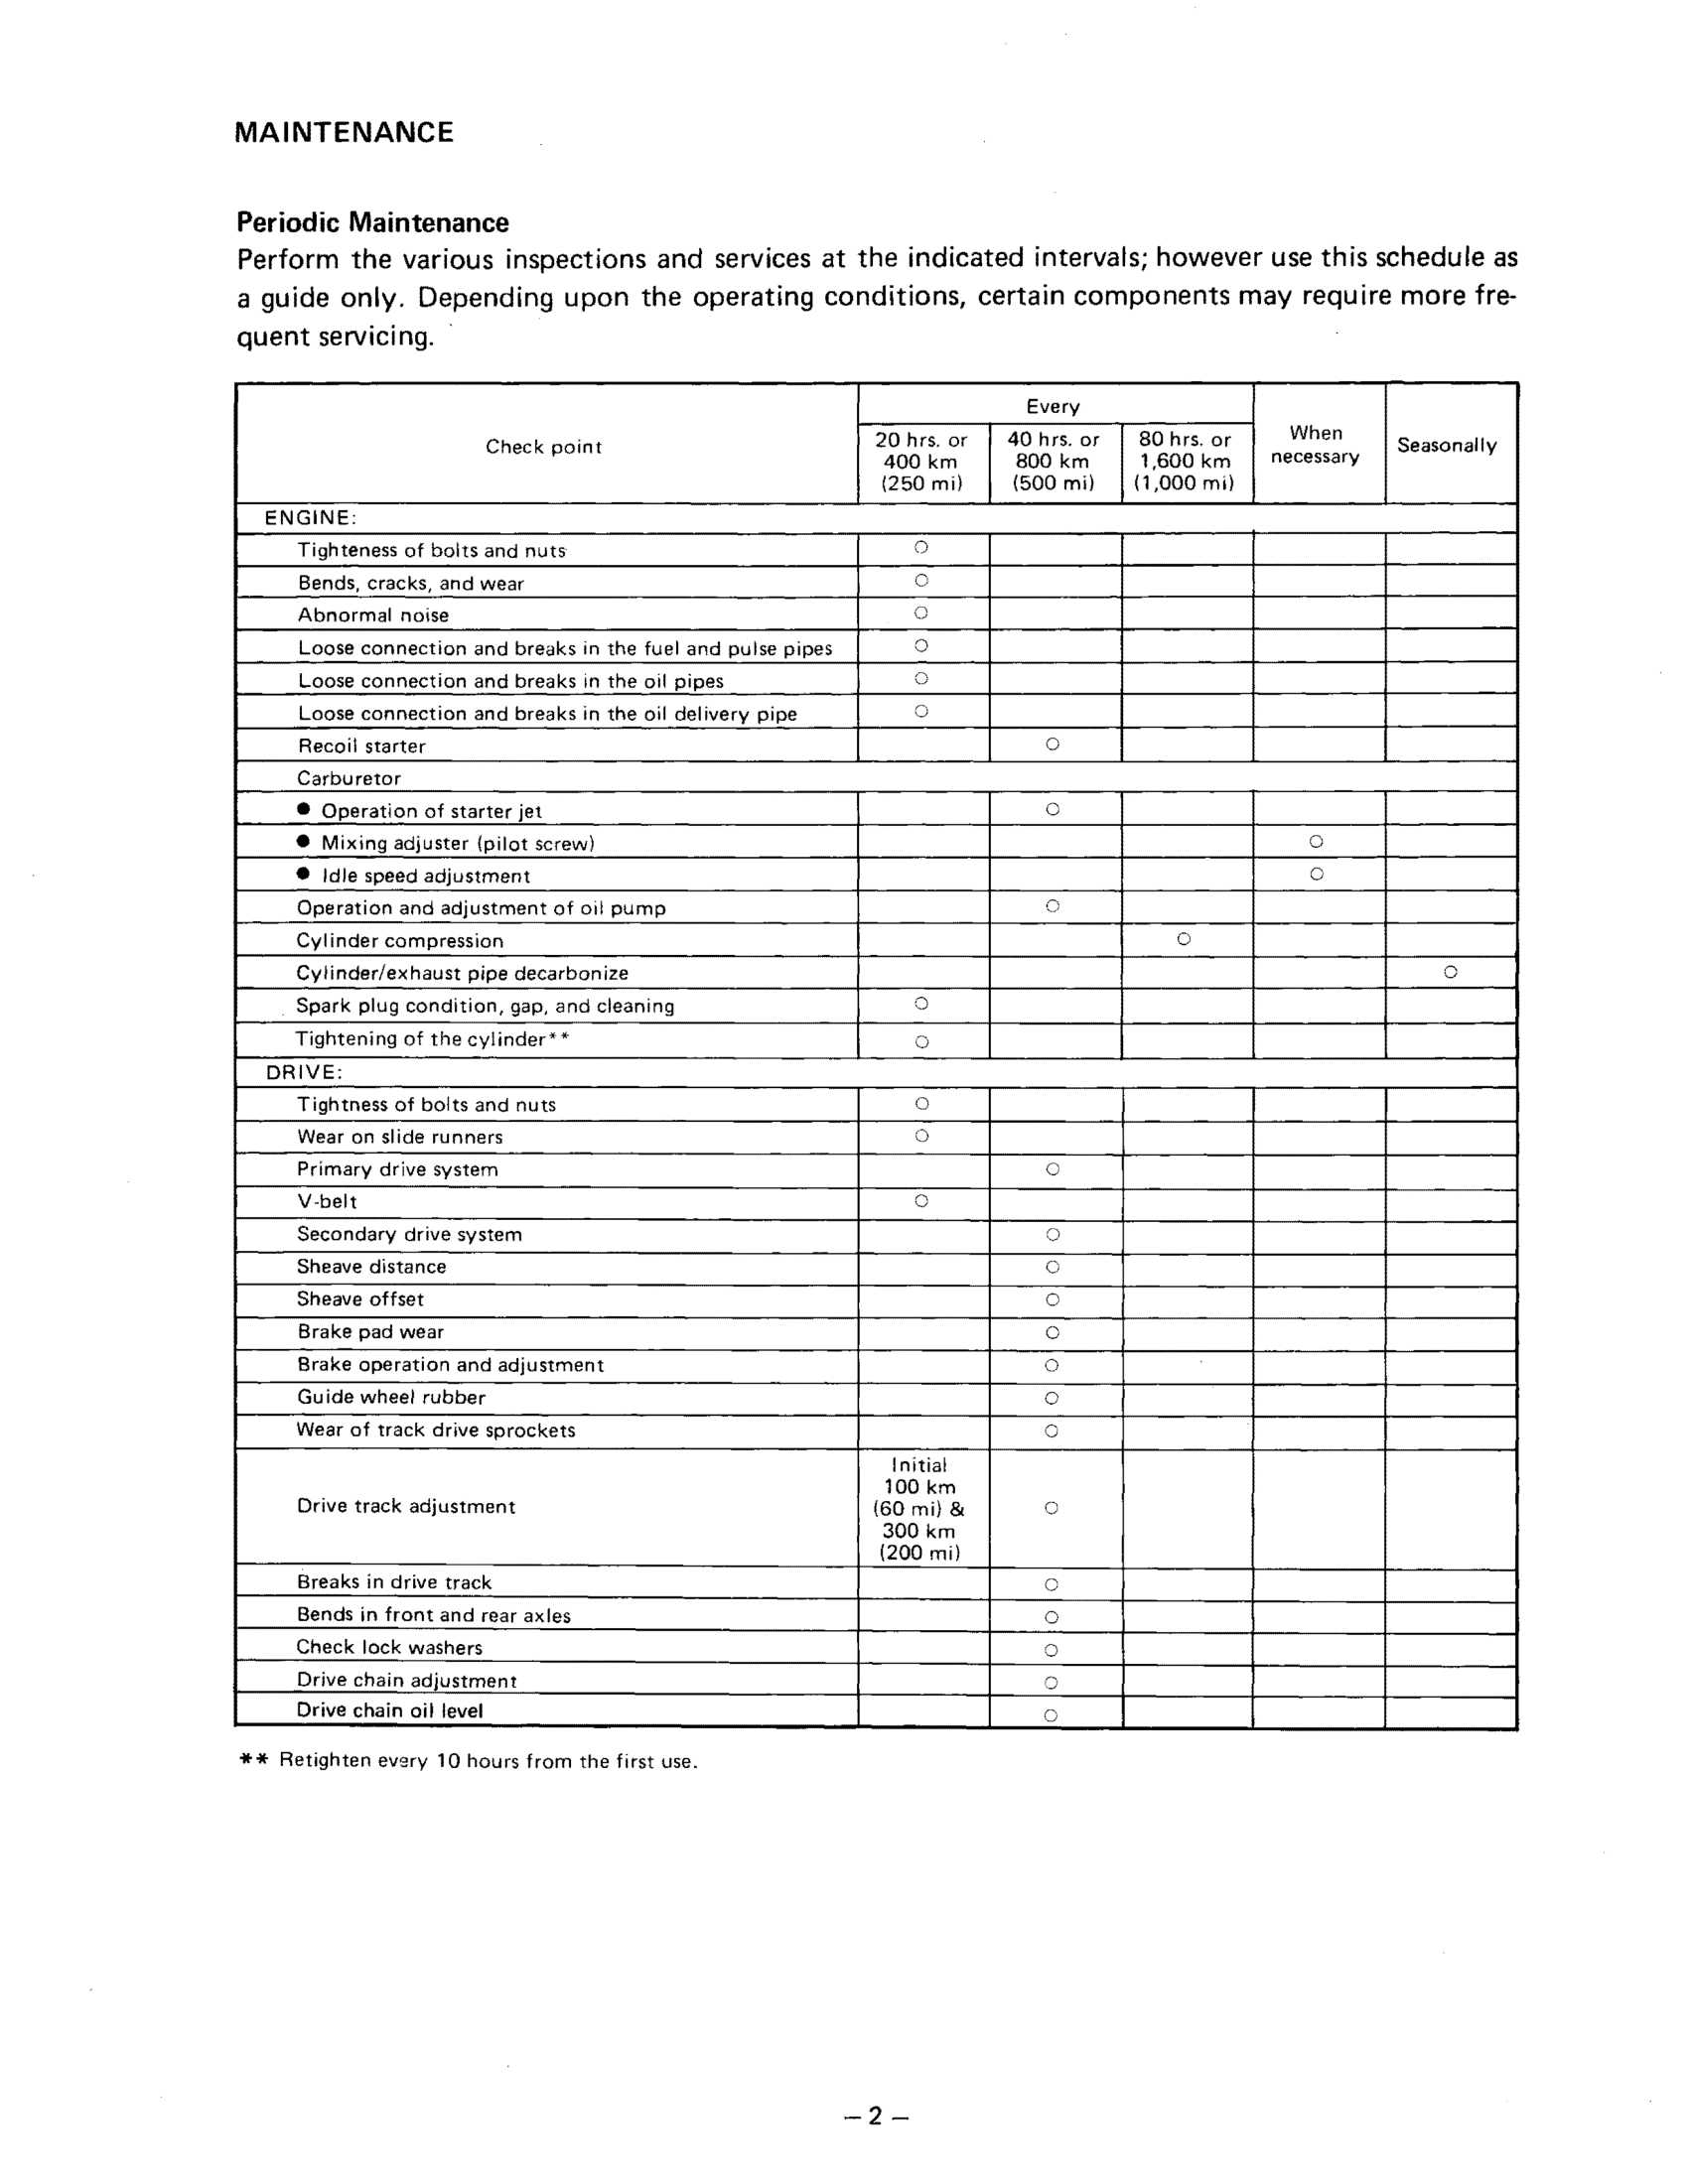 MAINTENANCE
Periodic Maintenance
Perform the various inspections and services at the indicated intervals; however use this schedule as
a guide only. Depending upon the operating conditions, certain components may require more fre-
quent servicing.
Check point
Every
20 hrs. or
400 km
(250 mi)
40 hrs. or
800 km
(500 mi)
80 hrs. or
1,600 km
(1,000 mi)
When
necessary
Seasonally
ENGINE:
Tighteness of bolts and nuts ○
Bends, cracks, and wear ○
Abnormal noise ○
Loose connection and breaks in the fuel and pulse pipes ○
Loose connection and breaks in the oil pipes ○
Loose connection and breaks in the oil delivery pipe ○
Recoil starter ○
Carburetor
● Operation of starter jet ○
● Mixing adjuster (pilot screw) ○
● Idle speed adjustment ○
Operation and adjustment of oil pump ○
Cylinder compression ○
Cylinder/exhaust pipe decarbonize ○
Spark plug condition, gap, and cleaning ○
Tightening of the cylinder** ○
DRIVE:
Tightness of bolts and nuts ○
Wear on slide runners ○
Primary drive system ○
V-belt ○
Secondary drive system ○
Sheave distance ○
Sheave offset ○
Brake pad wear ○
Brake operation and adjustment ○
Guide wheel rubber ○
Wear of track drive sprockets ○
Drive track adjustment
Initial
100 km
(60 mi) &
300 km
(200 mi)
○
Breaks in drive track ○
Bends in front and rear axles ○
Check lock washers ○
Drive chain adjustment ○
Drive chain oil level ○
** Retighten every 10 hours from the first use.
– 2 –